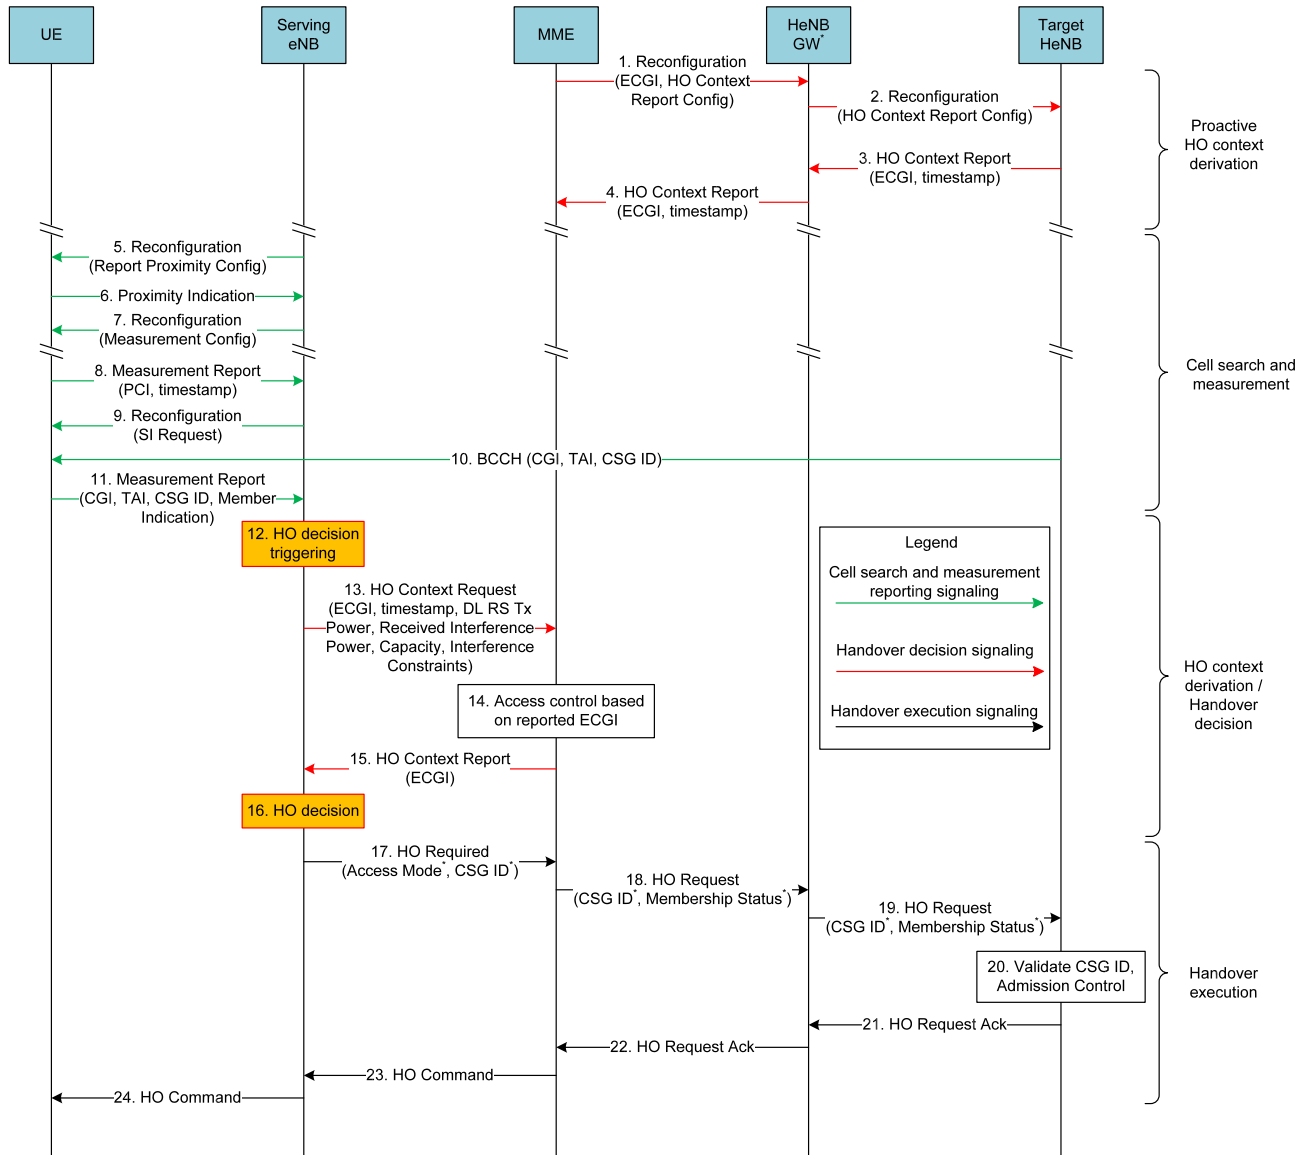 UE
Serving
eNB
MME
HeNB
GW*
Target
HeNB
1. Reconfiguration
(ECGI, HO Context
Report Config)
2. Reconfiguration
(HO Context Report Config)
3. HO Context Report
(ECGI, timestamp)
4. HO Context Report
(ECGI, timestamp)
Proactive
HO context
derivation
5. Reconfiguration
(Report Proximity Config)
6. Proximity Indication
7. Reconfiguration
(Measurement Config)
8. Measurement Report
(PCI, timestamp)
9. Reconfiguration
(SI Request)
10. BCCH (CGI, TAI, CSG ID)
11. Measurement Report
(CGI, TAI, CSG ID, Member
Indication)
Cell search and
measurement
12. HO decision
triggering
13. HO Context Request
(ECGI, timestamp, DL RS Tx
Power, Received Interference
Power, Capacity, Interference
Constraints)
14. Access control based
on reported ECGI
15. HO Context Report
(ECGI)
16. HO decision
Legend
Cell search and measurement
reporting signaling
Handover decision signaling
Handover execution signaling
HO context
derivation /
Handover
decision
17. HO Required
(Access Mode*, CSG ID*)
18. HO Request
(CSG ID*, Membership Status*)
19. HO Request
(CSG ID*, Membership Status*)
20. Validate CSG ID,
Admission Control
21. HO Request Ack
22. HO Request Ack
23. HO Command
24. HO Command
Handover
execution